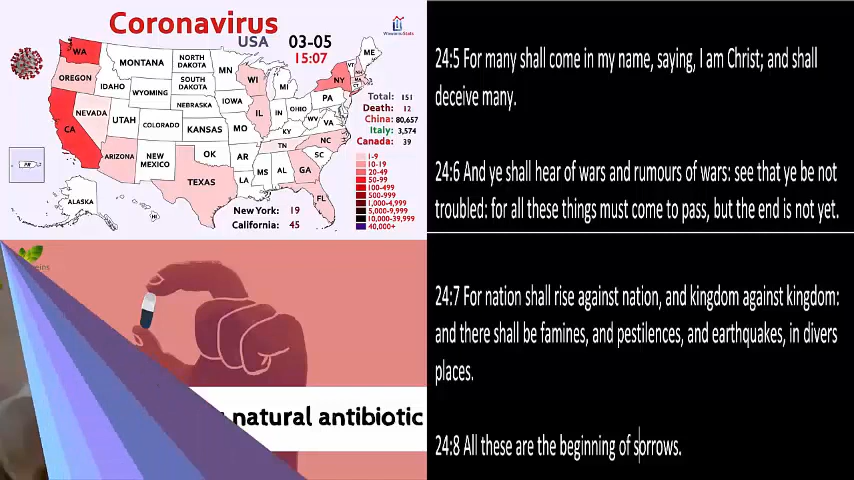 Coronavirus
USA
03-05
15:07
Wisconsin Stats
WA
OREGON
CA
NEVADA
IDAHO
MONTANA
WYOMING
UTAH
ARIZONA
COLORADO
NEW
MEXICO
NORTH
DAKOTA
SOUTH
DAKOTA
NEBRASKA
KANSAS
OK
TEXAS
MN
IOWA
MO
AR
LA
WI
IL
MS
MI
IN
OHIO
KY
TN
AL
GA
FL
SC
NC
WV
VA
PA
NY
VT
NH
MA
CT
ME
PR
ALASKA
HI
Total: 151
Death: 12
China: 80,657
Italy: 3,574
Canada: 39
1-9
10-19
20-49
50-99
100-499
500-999
1,000-4,999
5,000-9,999
10,000-39,999
40,000+
New York: 19
California: 45
24:5 For many shall come in my name, saying, I am Christ; and shall
deceive many.
24:6 And ye shall hear of wars and rumours of wars: see that ye be not
troubled: for all these things must come to pass, but the end is not yet.
natural antibiotic
24:7 For nation shall rise against nation, and kingdom against kingdom:
and there shall be famines, and pestilences, and earthquakes, in divers
places.
24:8 All these are the beginning of sorrows.